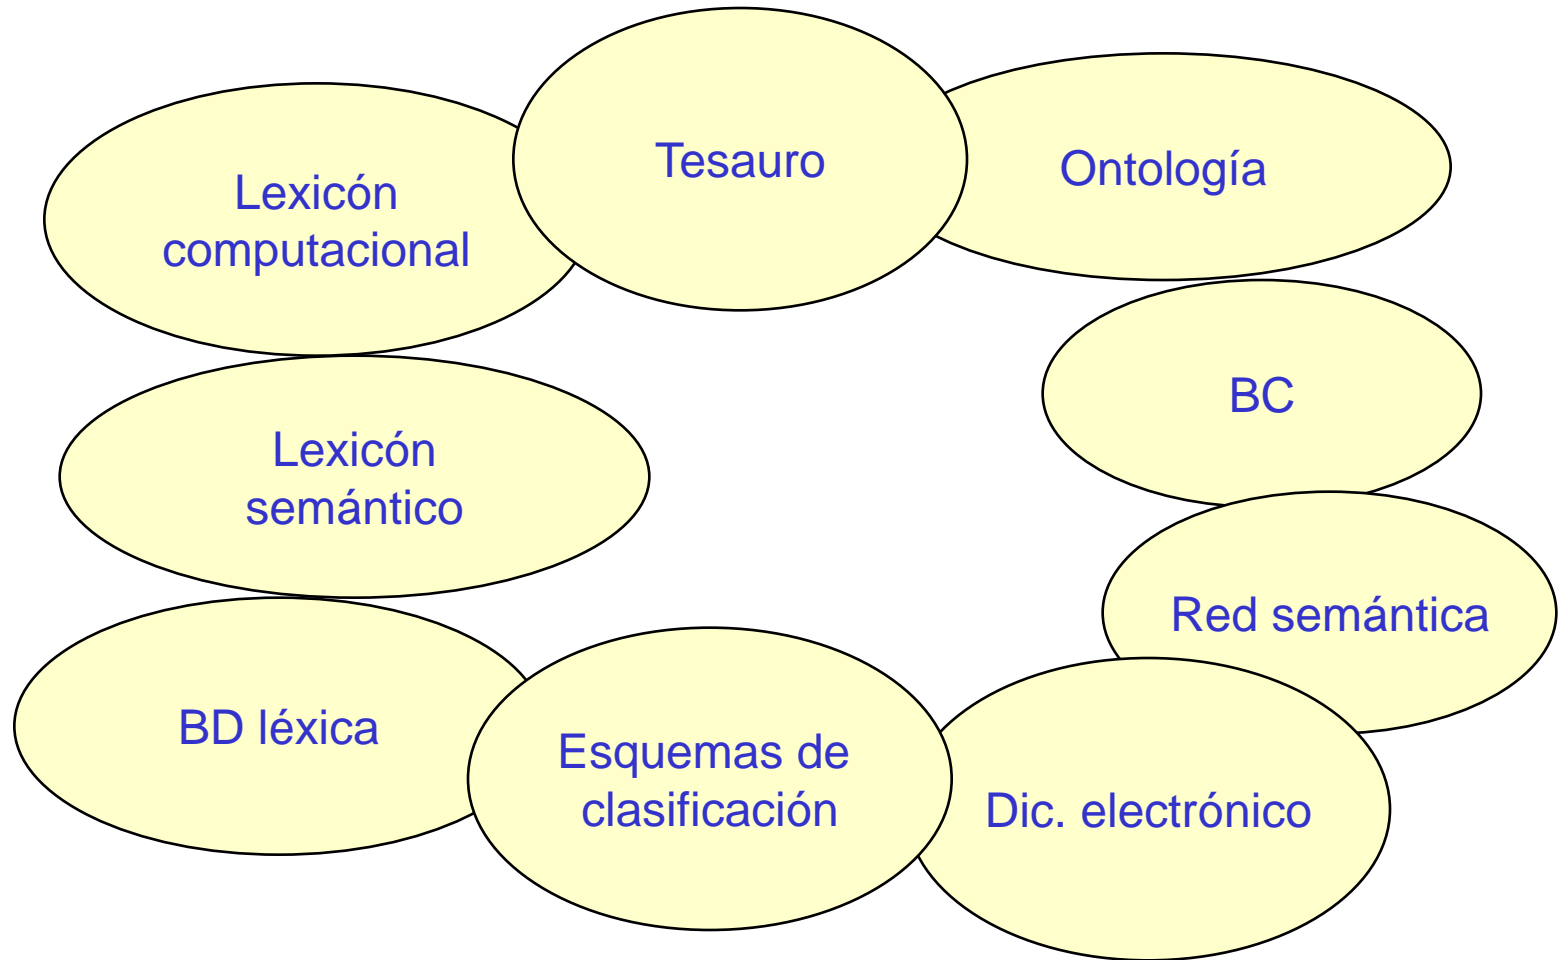 Tesauro
Ontología
Lexicón
computacional
BC
Lexicón
semántico
Red semántica
BD léxica
Esquemas de
clasificación
Dic. electrónico